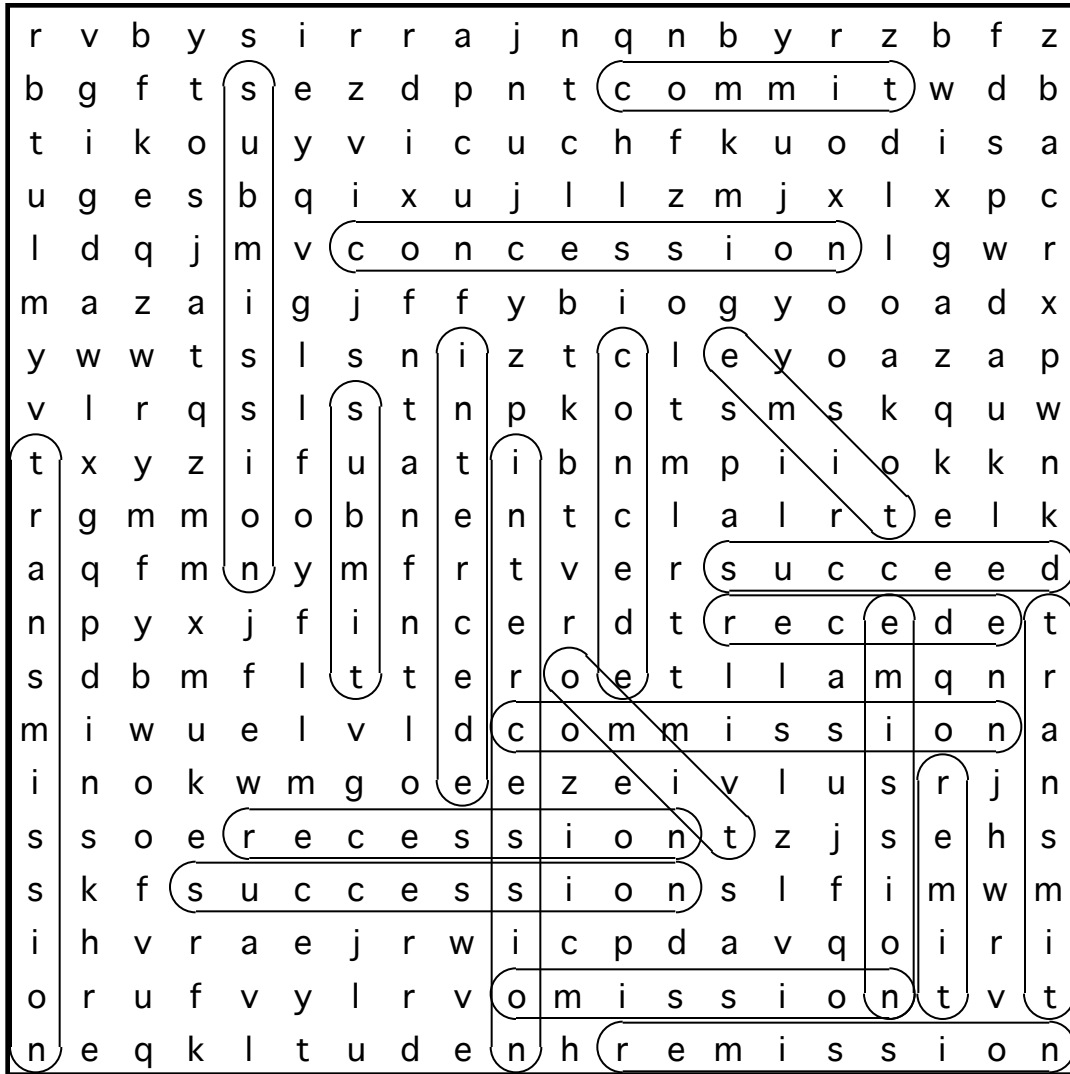 r v b y s i r r a j n q n b y r z b f z
b g f t s e z d p n t c o m m i t w d b
t i k o u y v i c u c h f k u o d i s a
u g e s b q i x u j l l z m j x l x p c
l d q j m v c o n c e s s i o n l g w r
m a z a i g j f f y b i o g y o o a d x
y w w t s l s n i z t c l e y o a z a p
v l r q s l s t n p k o t s m s k q u w
t x y z i f u a t i b n m p i i o k k n
r g m m o o b n e n t c l a l r t e l k
a q f m n y m f r t v e r s u c c e e d
n p y x j f i n c e r d t r e c e d e t
s d b m f l t t e r o e t l l a m q n r
m i w u e l v l d c o m m i s s i o n a
i n o k w m g o e e z e i v l u s r j n
s s o e r e c e s s i o n t z j s e h s
s k f s u c c e s s i o n s l f i m w m
i h v r a e j r w i c p d a v q o i r i
o r u f v y l r v o m i s s i o n t v t
n e q k l t u d e n h r e m i s s i o n